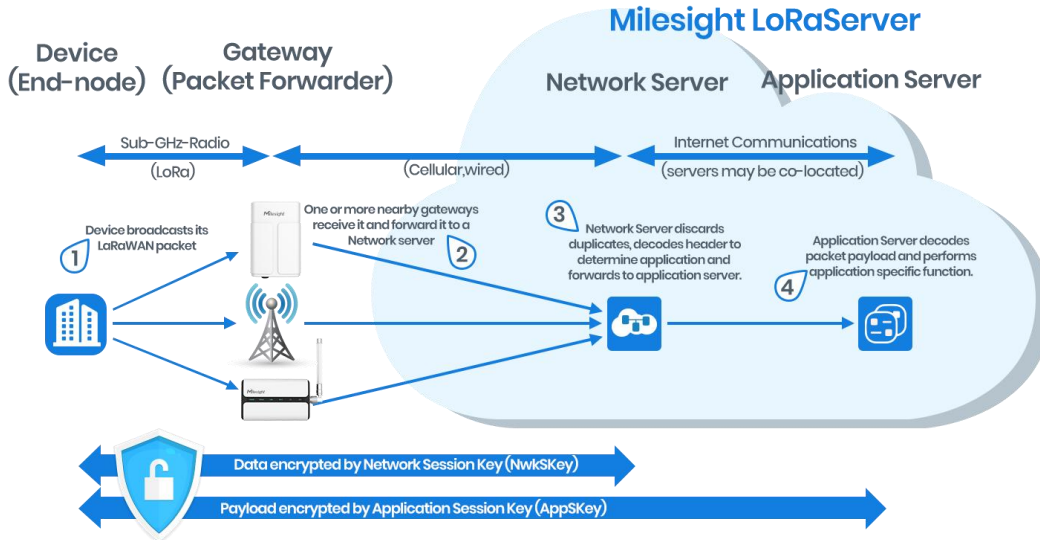 Milesight LoRaServer
Device
(End-node)
Gateway
(Packet Forwarder)
Network Server
Application Server
Sub-GHz-Radio
(LoRa)
(Cellular,wired)
Internet Communications
(servers may be co-located)
1
Device broadcasts its
LaRaWAN packet
Milesight
One or more nearby gateways
receive it and forward it to a
Network server
2
3
Network Server discards
duplicates, decodes header to
determine application and
forwards to application server.
4
Application Server decodes
packet payload and performs
application specific function.
Milesight
Data encrypted by Network Session Key (NwkSKey)
Payload encrypted by Application Session Key (AppSKey)